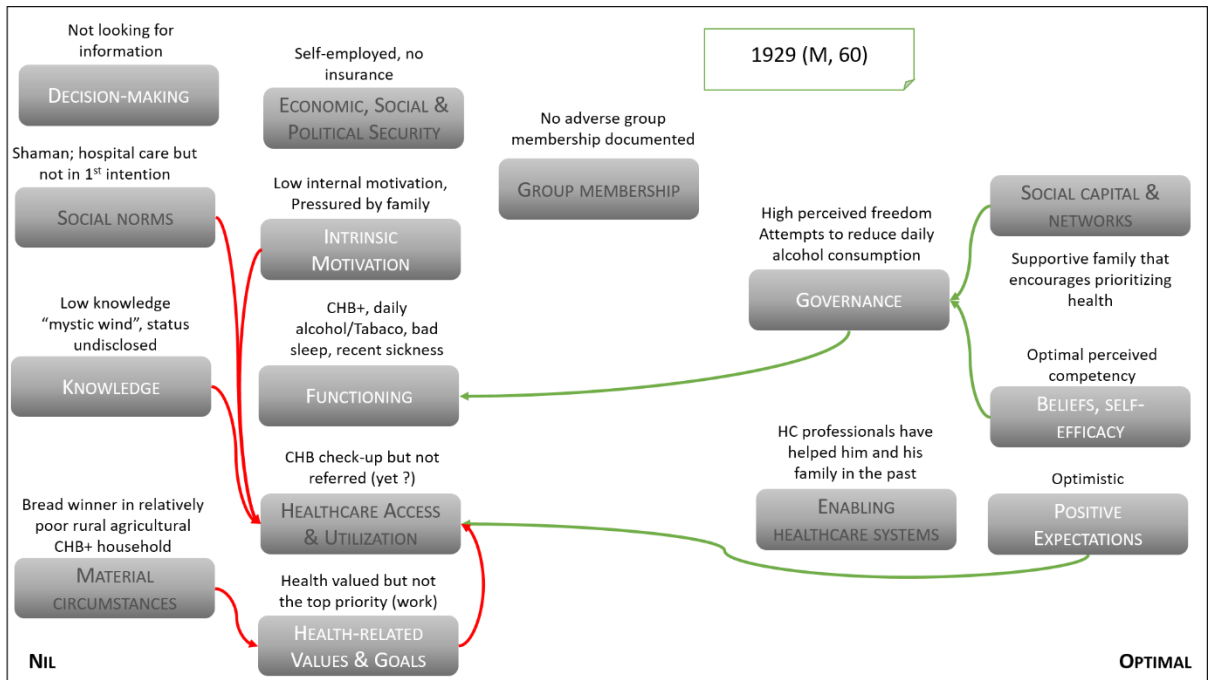 Not looking for
information
DECISION-MAKING
Self-employed, no
insurance
ECONOMIC, SOCIAL &
POLITICAL SECURITY
1929 (M, 60)
No adverse group
membership documented
GROUP MEMBERSHIP
Shaman; hospital care but
not in 1st intention
SOCIAL NORMS
Low internal motivation,
Pressured by family
INTRINSIC
MOTIVATION
High perceived freedom
Attempts to reduce daily
alcohol consumption
GOVERNANCE
SOCIAL CAPITAL &
NETWORKS
Supportive family that
encourages prioritizing
health
Low knowledge
“mystic wind”, status
undisclosed
KNOWLEDGE
CHB+, daily
alcohol/Tabaco, bad
sleep, recent sickness
FUNCTIONING
Optimal perceived
competency
BELIEFS, SELF-
EFFICACY
CHB check-up but not
referred (yet ?)
HEALTHCARE ACCESS
& UTILIZATION
HC professionals have
helped him and his
family in the past
ENABLING
HEALTHCARE SYSTEMS
Optimistic
POSITIVE
EXPECTATIONS
Bread winner in relatively
poor rural agricultural
CHB+ household
MATERIAL
CIRCUMSTANCES
Health valued but not
the top priority (work)
HEALTH-RELATED
VALUES & GOALS
NIL
OPTIMAL